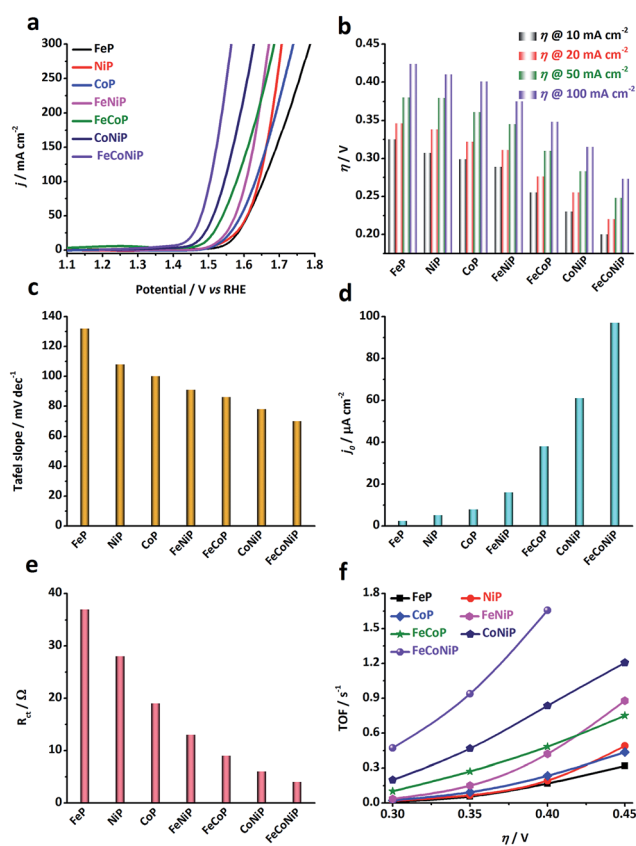 a
300
250
200
150
100
50
0
j / mA cm⁻²
FeP
NiP
CoP
FeNiP
FeCoP
CoNiP
FeCoNiP
1.1 1.2 1.3 1.4 1.5 1.6 1.7 1.8
Potential / V vs RHE
b
0.45
0.40
0.35
0.30
0.25
0.20
η / V
η @ 10 mA cm⁻²
η @ 20 mA cm⁻²
η @ 50 mA cm⁻²
η @ 100 mA cm⁻²
FeP NiP CoP FeNiP FeCoP CoNiP FeCoNiP
c
140
120
100
80
60
40
20
0
Tafel slope / mV dec⁻¹
FeP NiP CoP FeNiP FeCoP CoNiP FeCoNiP
d
100
80
60
40
20
0
j₀ / µA cm⁻²
FeP NiP CoP FeNiP FeCoP CoNiP FeCoNiP
e
40
30
20
10
0
R_ct / Ω
FeP NiP CoP FeNiP FeCoP CoNiP FeCoNiP
f
1.8
1.5
1.2
0.9
0.6
0.3
0.0
TOF / s⁻¹
FeP NiP
CoP FeNiP
FeCoP CoNiP
FeCoNiP
0.30 0.35 0.40 0.45
η / V